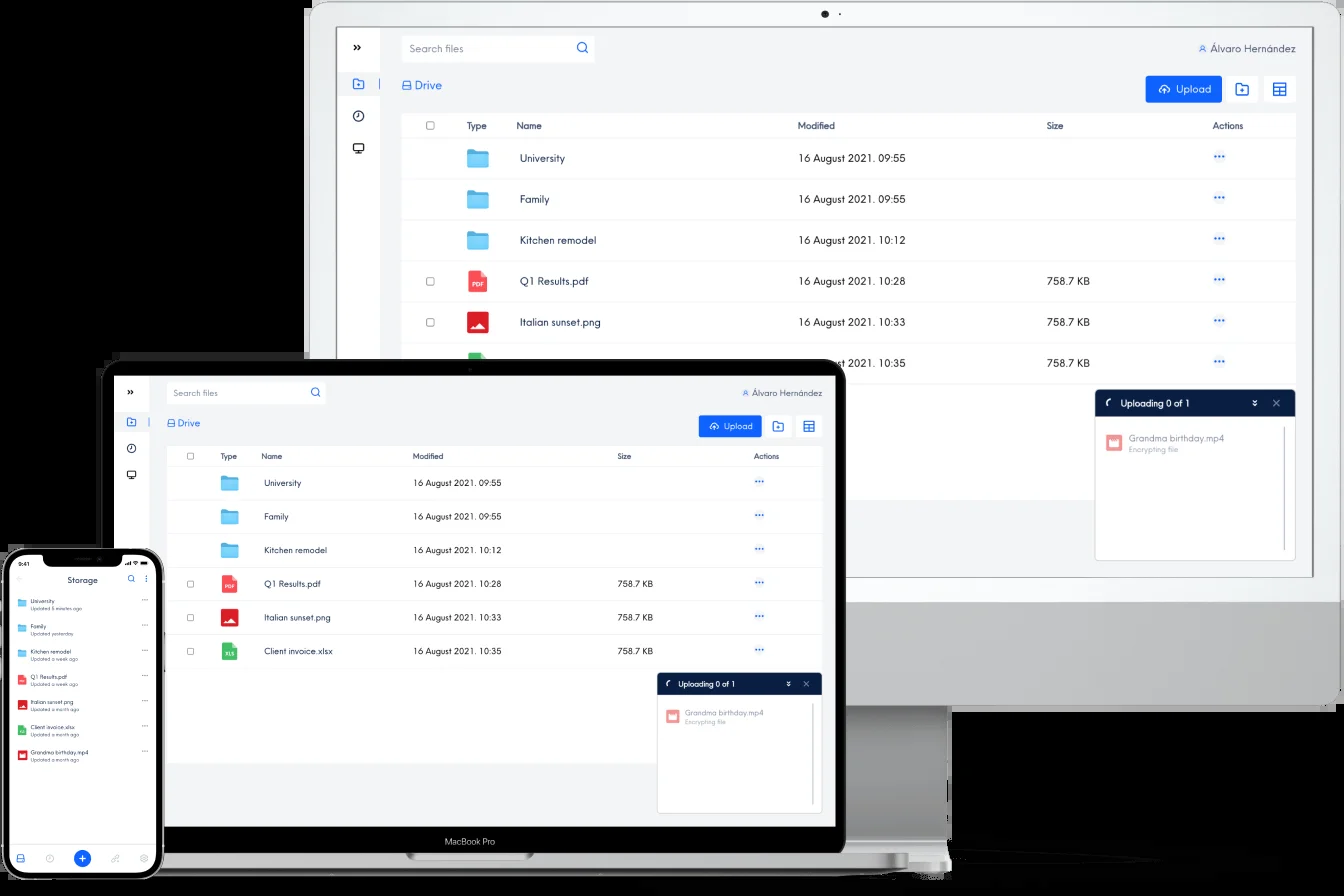 Search files
Álvaro Hernández
Drive
Upload
Type Name Modified Size Actions
University 16 August 2021. 09:55
Family 16 August 2021. 09:55
Kitchen remodel 16 August 2021. 10:12
PDF Q1 Results.pdf 16 August 2021. 10:28 758.7 KB
Italian sunset.png 16 August 2021. 10:33 758.7 KB
st 2021. 10:35 758.7 KB
Uploading 0 of 1
Grandma birthday.mp4
Encrypting file
Search files
Álvaro Hernández
Drive
Upload
Type Name Modified Size Actions
University 16 August 2021. 09:55
Family 16 August 2021. 09:55
Kitchen remodel 16 August 2021. 10:12
PDF Q1 Results.pdf 16 August 2021. 10:28 758.7 KB
Italian sunset.png 16 August 2021. 10:33 758.7 KB
XLS Client invoice.xlsx 16 August 2021. 10:35 758.7 KB
Uploading 0 of 1
Grandma birthday.mp4
Encrypting file
MacBook Pro
9:41
Storage
University
Updated 5 minutes ago
Family
Updated yesterday
Kitchen remodel
Updated a week ago
Q1 Results.pdf
Updated a week ago
Italian sunset.png
Updated a month ago
Client invoice.xlsx
Updated a month ago
Grandma birthday.mp4
Updated a month ago